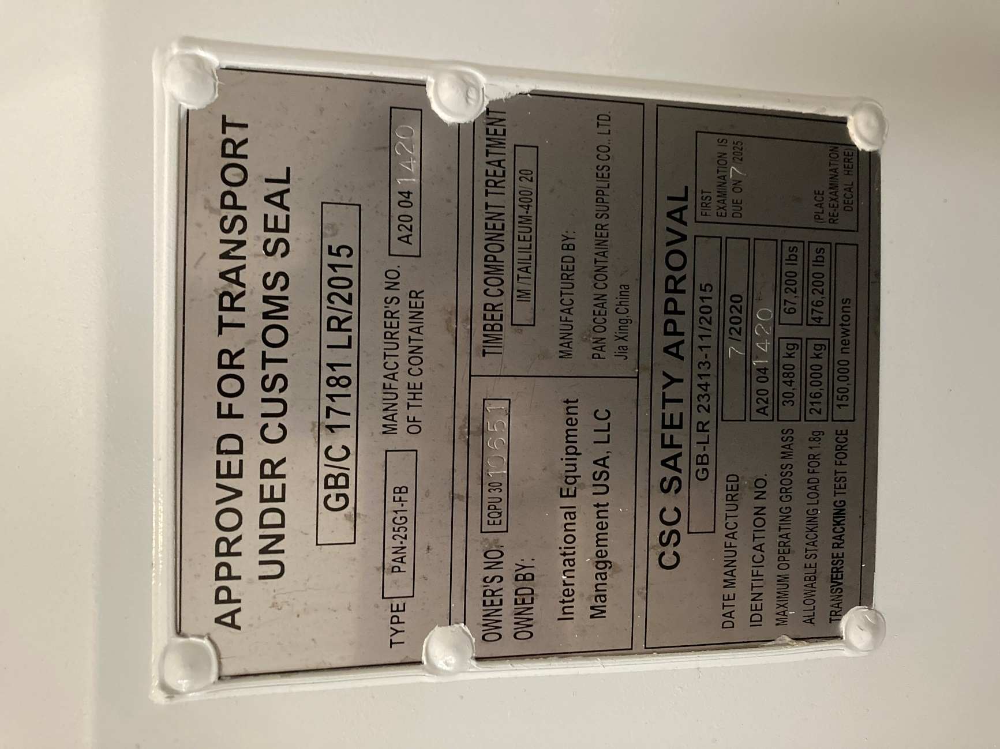 APPROVED FOR TRANSPORT
UNDER CUSTOMS SEAL
GB/C 17181 LR/2015
TYPE PAN-25G1-FB MANUFACTURER'S NO.
OF THE CONTAINER A20 04 1420
OWNER'S NO. EQPU 30 10651
OWNED BY:
International Equipment
Management USA, LLC
TIMBER COMPONENT TREATMENT
IM /TAILILEUM-400/ 20
MANUFACTURED BY:
PAN OCEAN CONTAINER SUPPLIES CO., LTD.
Jia Xing,China
CSC SAFETY APPROVAL
GB-LR 23413-11/2015
DATE MANUFACTURED 7 /2020
IDENTIFICATION NO. A20 04 1420
MAXIMUM OPERATING GROSS MASS 30,480 kg 67,200 lbs
ALLOWABLE STACKING LOAD FOR 1.8g 216,000 kg 476,200 lbs
TRANSVERSE RACKING TEST FORCE 150,000 newtons
FIRST
EXAMINATION IS
DUE ON 7 /2025
(PLACE
RE-EXAMINATION
DECAL HERE)